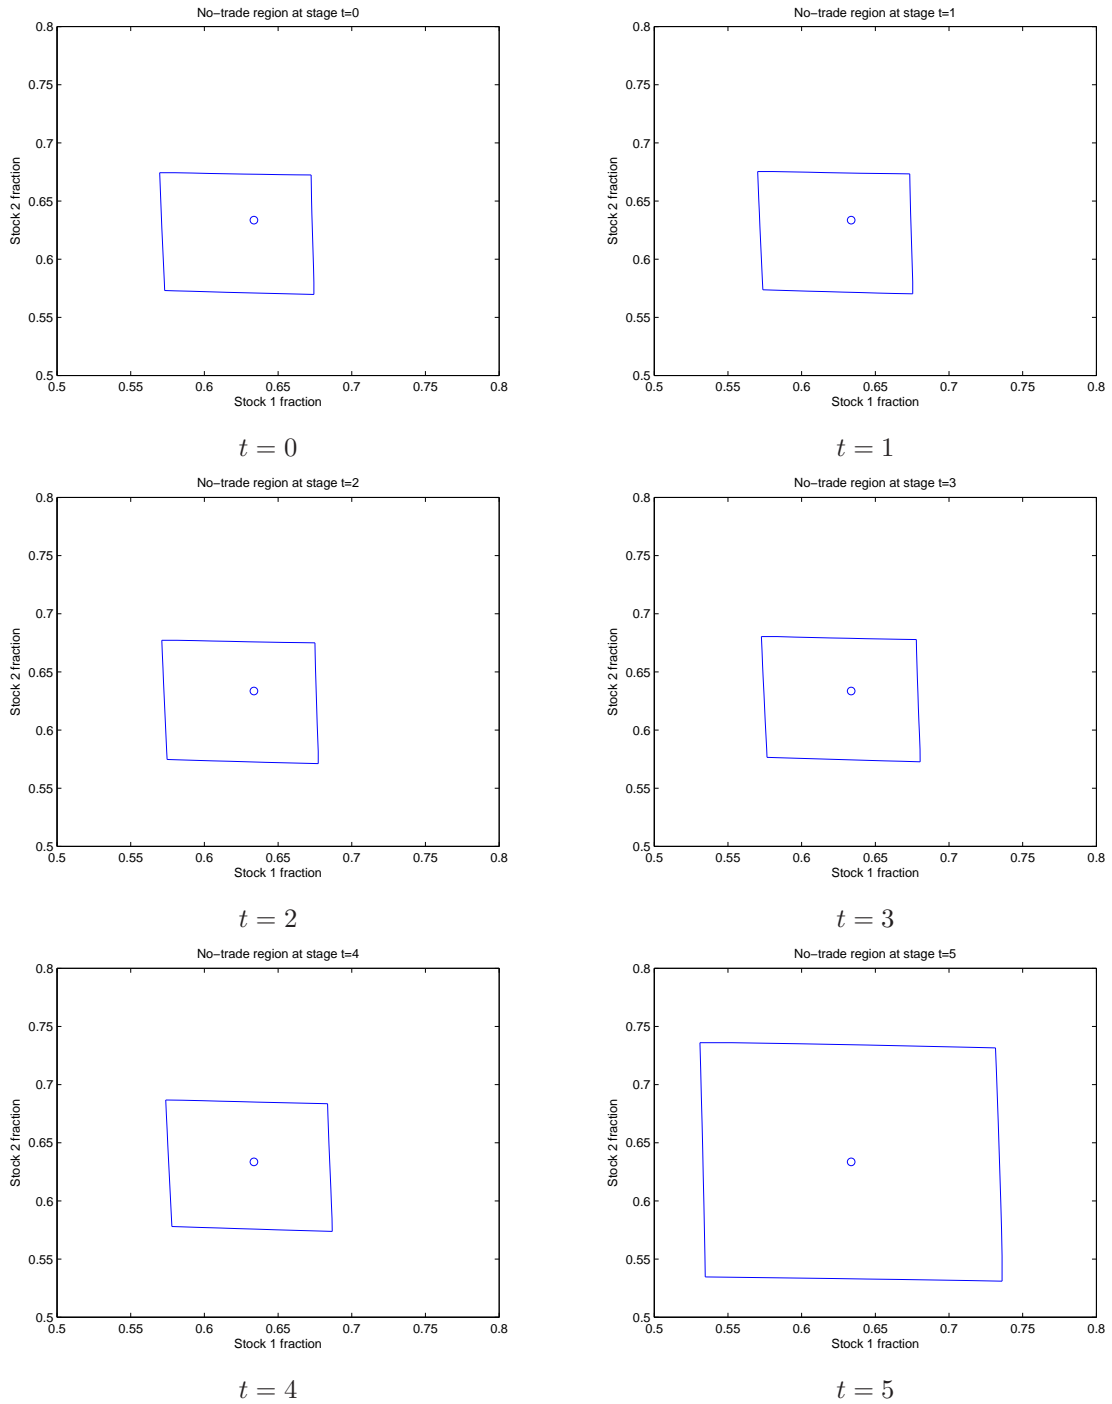 No−trade region at stage t=0
0.8
0.75
0.7
0.65
0.6
0.55
0.5
Stock 2 fraction
0.5 0.55 0.6 0.65 0.7 0.75 0.8
Stock 1 fraction
t = 0
No−trade region at stage t=1
0.8
0.75
0.7
0.65
0.6
0.55
0.5
Stock 2 fraction
0.5 0.55 0.6 0.65 0.7 0.75 0.8
Stock 1 fraction
t = 1
No−trade region at stage t=2
0.8
0.75
0.7
0.65
0.6
0.55
0.5
Stock 2 fraction
0.5 0.55 0.6 0.65 0.7 0.75 0.8
Stock 1 fraction
t = 2
No−trade region at stage t=3
0.8
0.75
0.7
0.65
0.6
0.55
0.5
Stock 2 fraction
0.5 0.55 0.6 0.65 0.7 0.75 0.8
Stock 1 fraction
t = 3
No−trade region at stage t=4
0.8
0.75
0.7
0.65
0.6
0.55
0.5
Stock 2 fraction
0.5 0.55 0.6 0.65 0.7 0.75 0.8
Stock 1 fraction
t = 4
No−trade region at stage t=5
0.8
0.75
0.7
0.65
0.6
0.55
0.5
Stock 2 fraction
0.5 0.55 0.6 0.65 0.7 0.75 0.8
Stock 1 fraction
t = 5